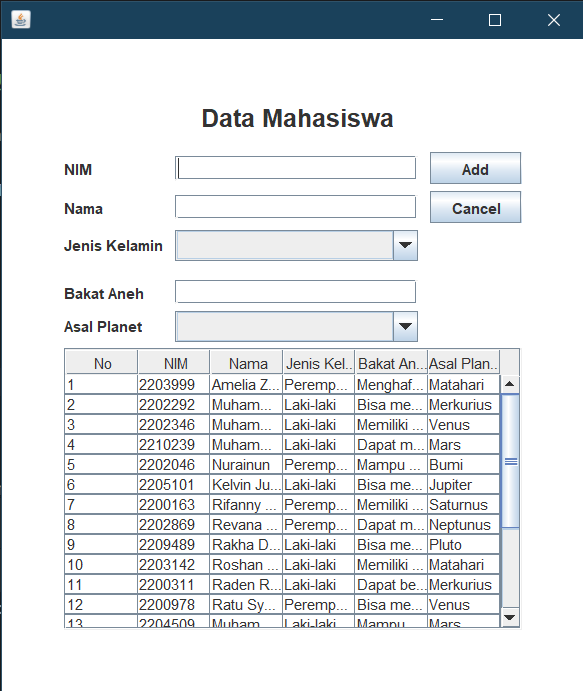 Data Mahasiswa
NIM
Add
Nama
Cancel
Jenis Kelamin
Bakat Aneh
Asal Planet
No NIM Nama Jenis Kel... Bakat An... Asal Plan...
1 2203999 Amelia Z... Peremp... Menghaf... Matahari
2 2202292 Muham... Laki-laki Bisa me... Merkurius
3 2202346 Muham... Laki-laki Memiliki ... Venus
4 2210239 Muham... Laki-laki Dapat m... Mars
5 2202046 Nurainun Peremp... Mampu ... Bumi
6 2205101 Kelvin Ju... Laki-laki Bisa me... Jupiter
7 2200163 Rifanny ... Peremp... Memiliki ... Saturnus
8 2202869 Revana ... Peremp... Dapat m... Neptunus
9 2209489 Rakha D... Laki-laki Bisa me... Pluto
10 2203142 Roshan ... Laki-laki Memiliki ... Matahari
11 2200311 Raden R... Laki-laki Dapat be... Merkurius
12 2200978 Ratu Sy... Peremp... Bisa me... Venus
13 2204509 Muham... Laki-laki Mampu ... Mars